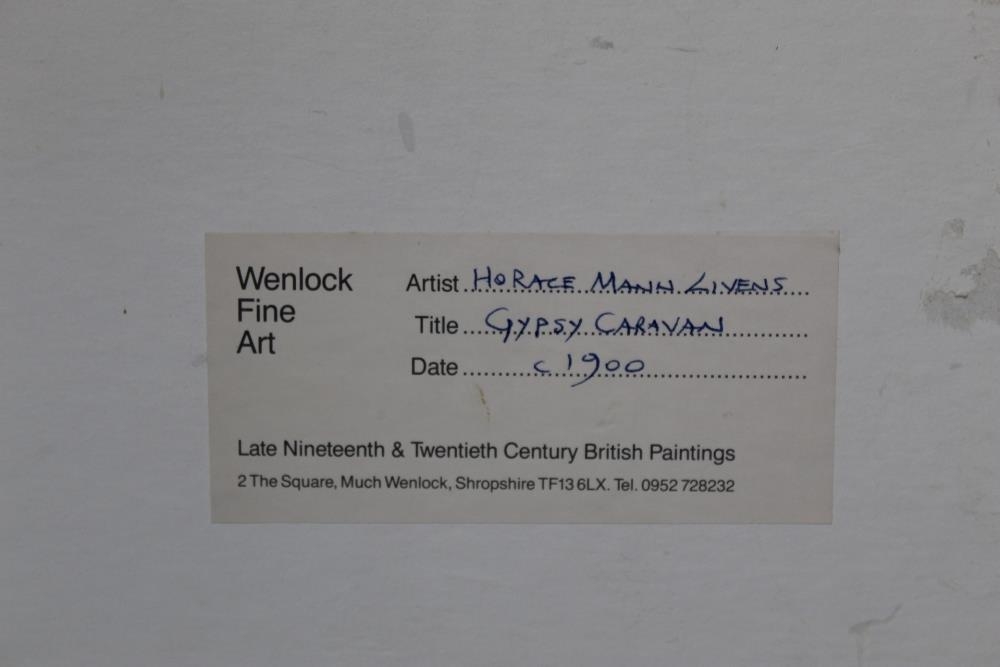 Wenlock
Fine
Art
Artist HORACE MANN LIVENS
Title GYPSY CARAVAN
Date c 1900
Late Nineteenth & Twentieth Century British Paintings
2 The Square, Much Wenlock, Shropshire TF13 6LX. Tel. 0952 728232